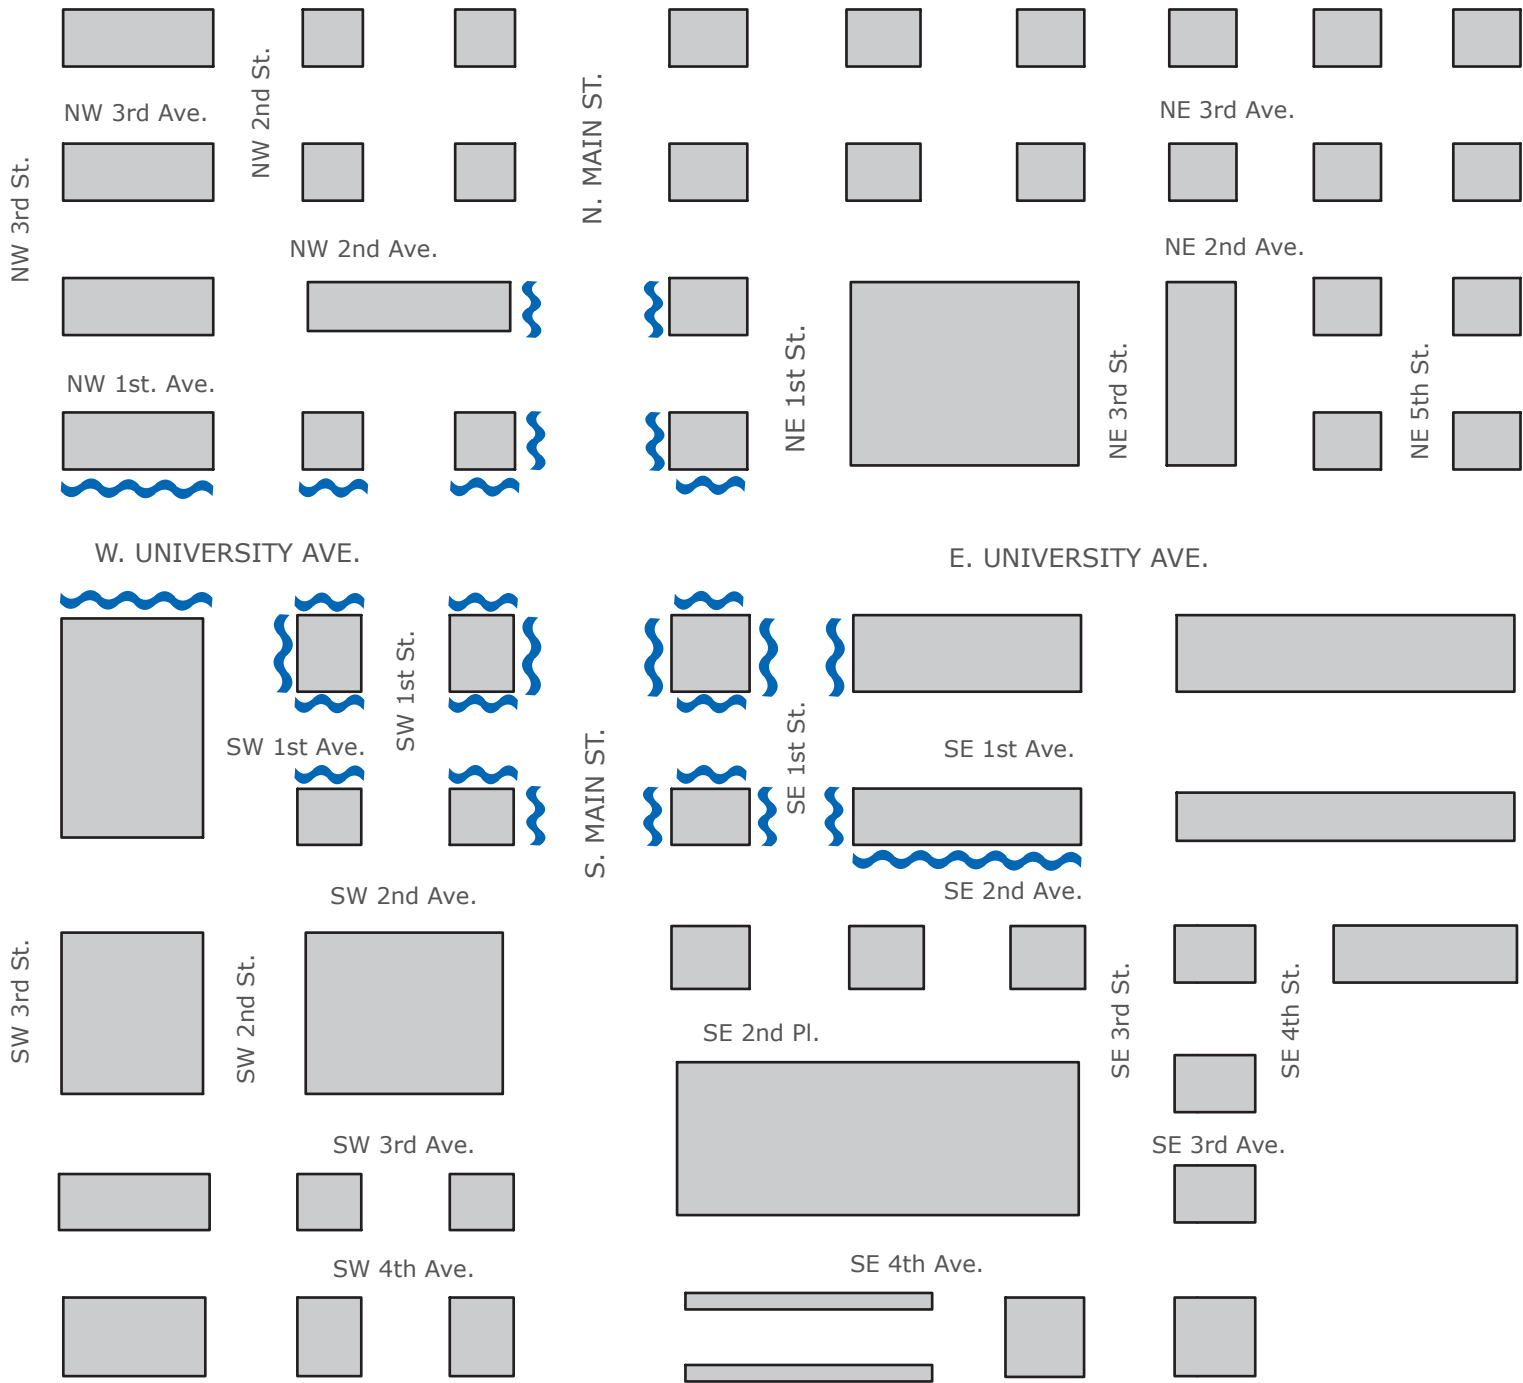 NW 2nd St.
N. MAIN ST.
NW 3rd Ave.
NE 3rd Ave.
NW 3rd St.
NW 2nd Ave.
NE 2nd Ave.
NE 1st St.
NE 3rd St.
NE 5th St.
NW 1st. Ave.
W. UNIVERSITY AVE.
E. UNIVERSITY AVE.
SW 1st St.
SW 1st Ave.
SE 1st St.
SE 1st Ave.
S. MAIN ST.
SW 2nd Ave.
SE 2nd Ave.
SW 3rd St.
SW 2nd St.
SE 3rd St.
SE 4th St.
SE 2nd Pl.
SW 3rd Ave.
SE 3rd Ave.
SW 4th Ave.
SE 4th Ave.